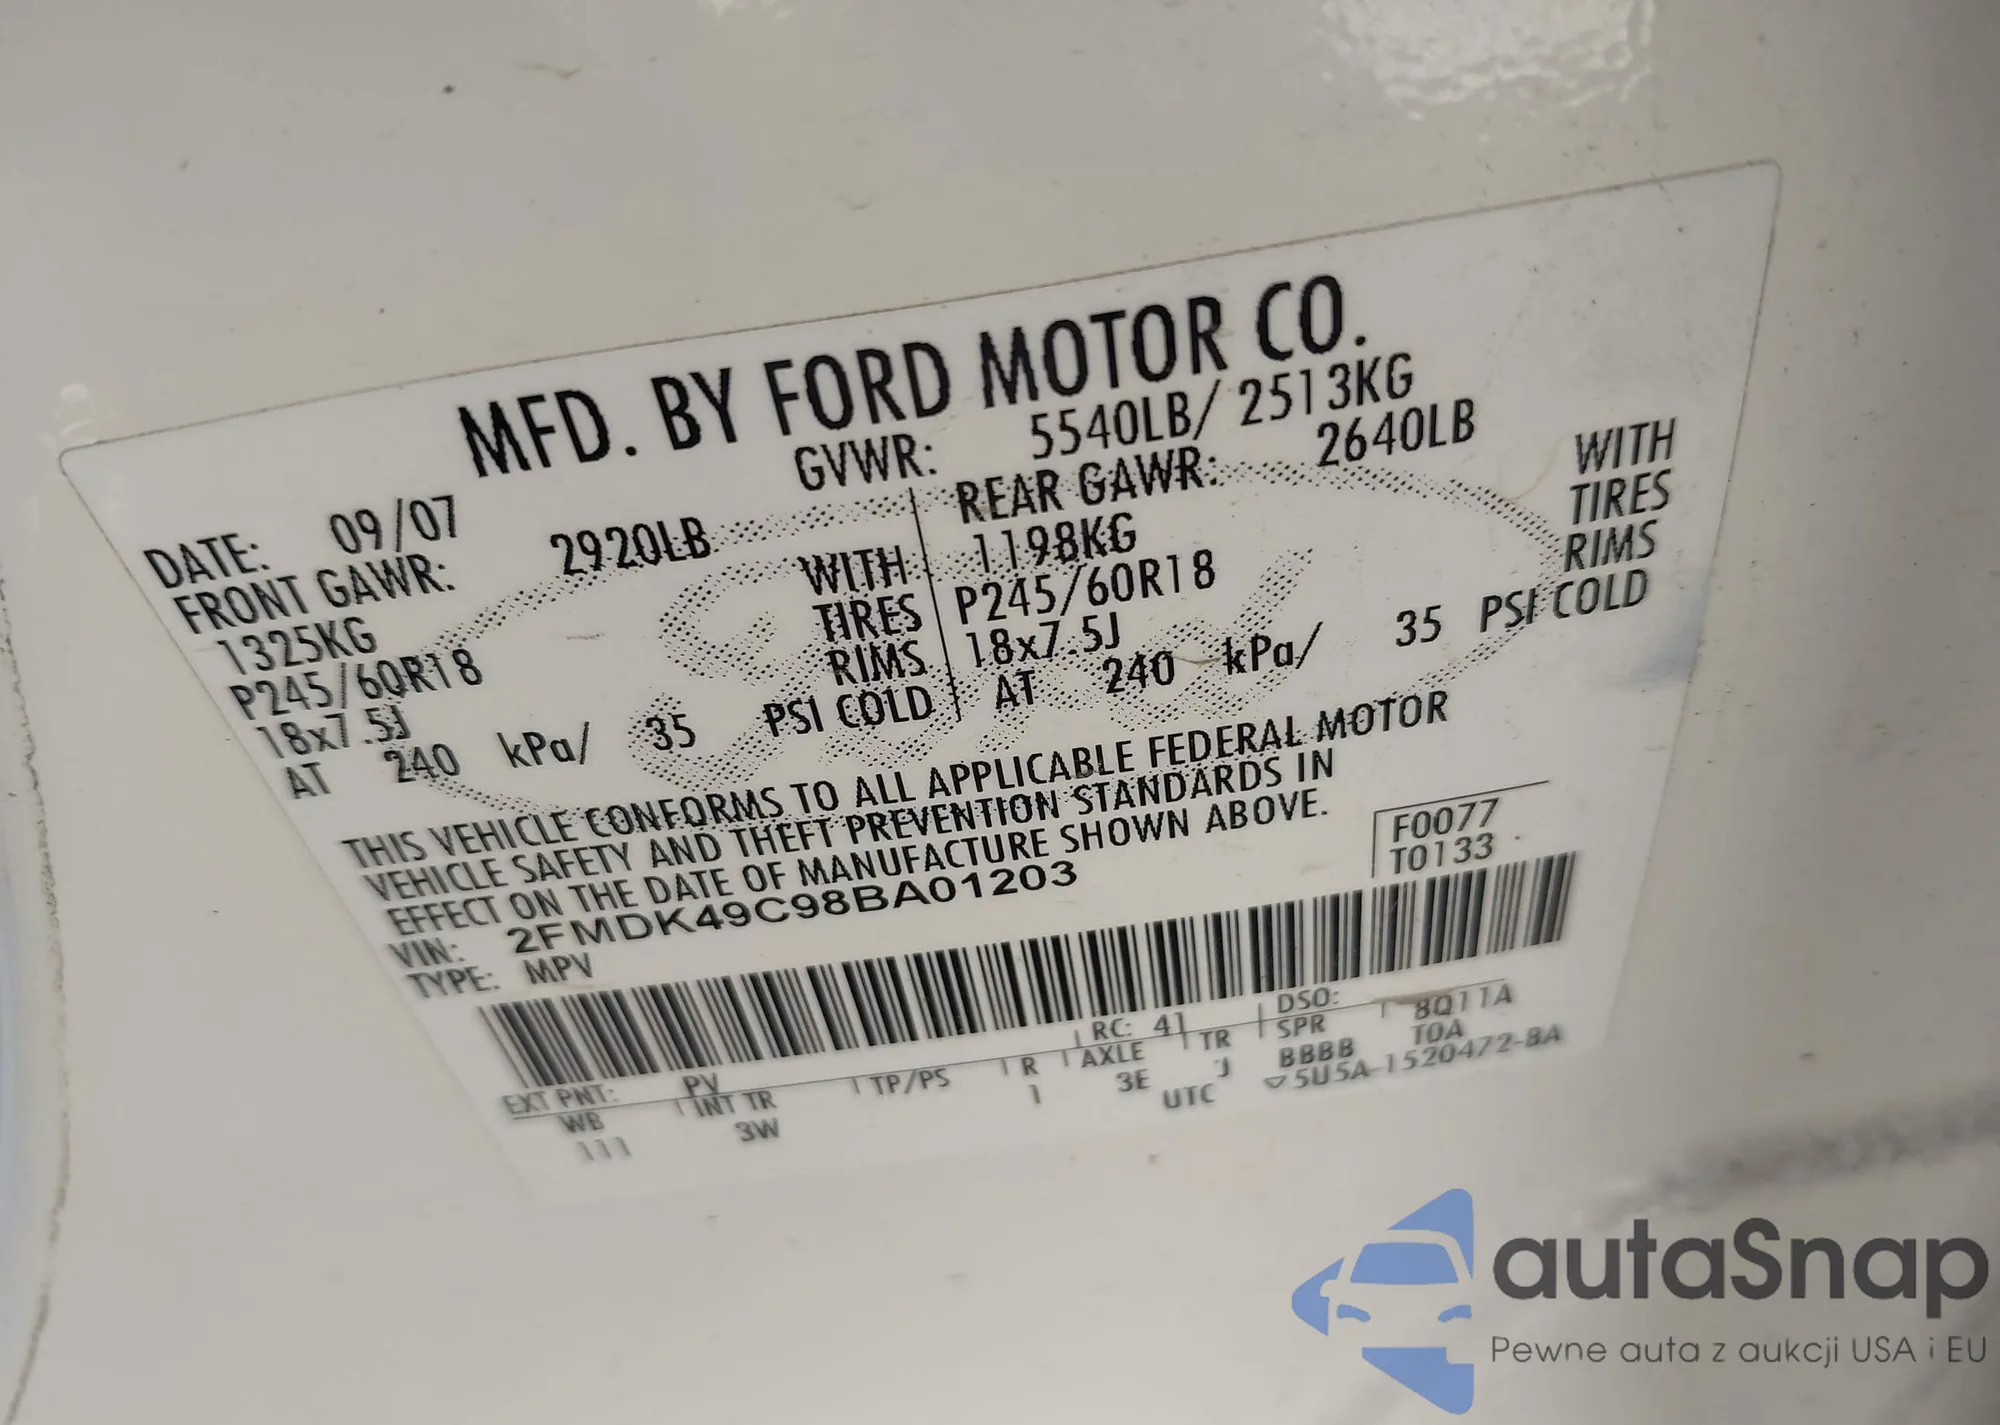 MFD. BY FORD MOTOR CO.
DATE: 09/07 GVWR: 5540LB/ 2513KG
FRONT GAWR: 2920LB REAR GAWR: 2640LB
1325KG WITH 1198KG WITH
P245/60R18 TIRES P245/60R18 TIRES
18x7.5J RIMS 18x7.5J RIMS
AT 240 kPa/ 35 PSI COLD AT 240 kPa/ 35 PSI COLD
THIS VEHICLE CONFORMS TO ALL APPLICABLE FEDERAL MOTOR
VEHICLE SAFETY AND THEFT PREVENTION STANDARDS IN
EFFECT ON THE DATE OF MANUFACTURE SHOWN ABOVE.
VIN: 2FMDK49C98BA01203 F0077
TYPE: MPV T0133
EXT PNT: PV RC: 41 DSO: 8Q11A
WB INT TR TP/PS R AXLE TR SPR T0A
111 3W 1 3E J BBBB
UTC ▽5U5A-1520472-BA
autaSnap
Pewne auta z aukcji USA i EU